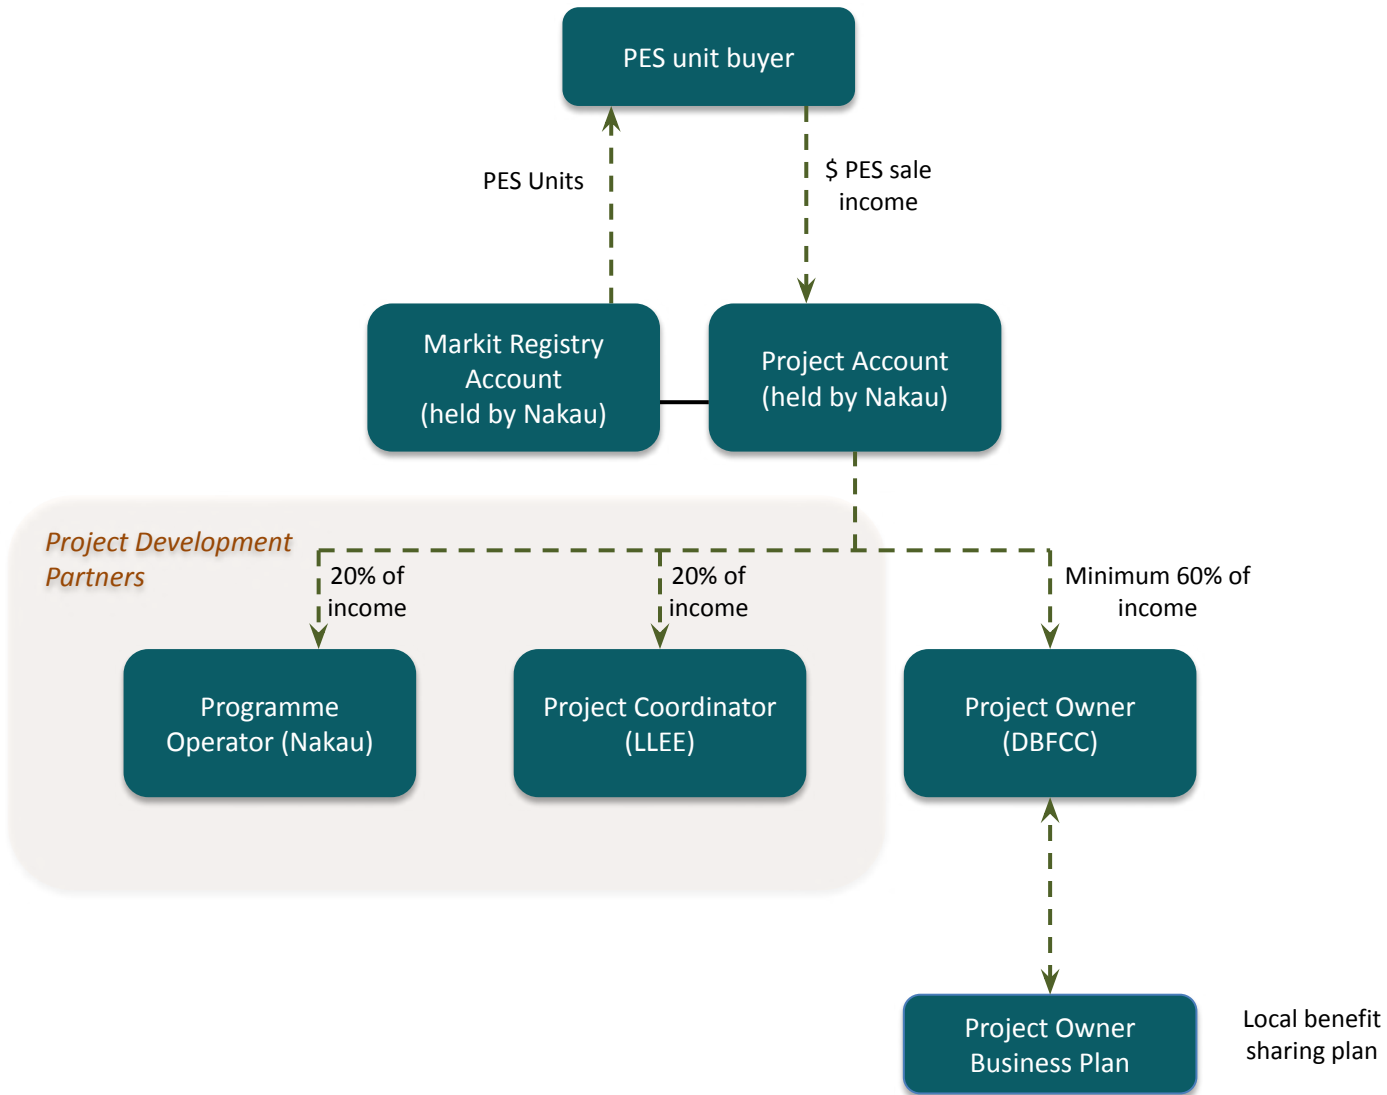 PES unit buyer
PES Units
$ PES sale
income
Markit Registry
Account
(held by Nakau)
Project Account
(held by Nakau)
Project Development
Partners
20% of
income
20% of
income
Minimum 60% of
income
Programme
Operator (Nakau)
Project Coordinator
(LLEE)
Project Owner
(DBFCC)
Project Owner
Business Plan
Local benefit
sharing plan